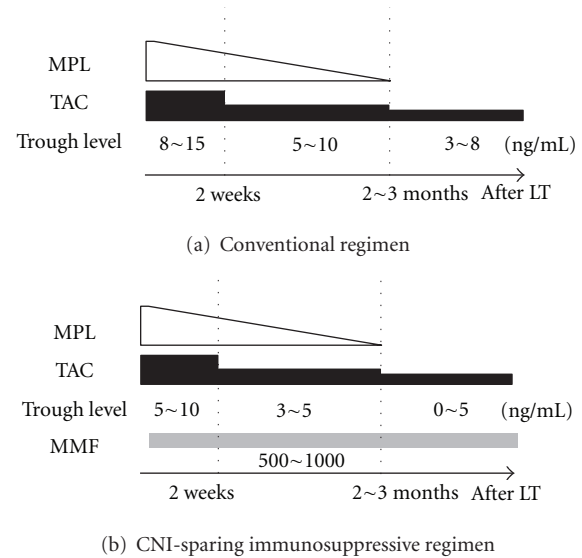 MPL
TAC
Trough level 8~15 5~10 3~8 (ng/mL)
2 weeks 2~3 months After LT
(a) Conventional regimen
MPL
TAC
Trough level 5~10 3~5 0~5 (ng/mL)
MMF
500~1000
2 weeks 2~3 months After LT
(b) CNI-sparing immunosuppressive regimen